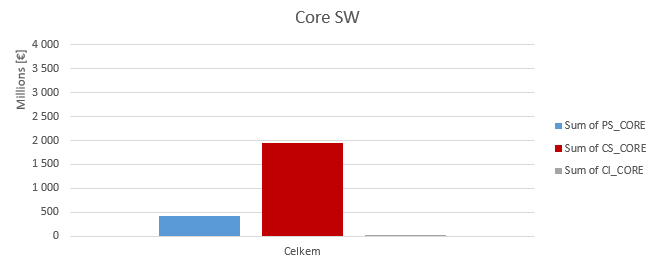 Core SW
Millions [€]
4 000
3 500
3 000
2 500
2 000
1 500
1 000
500
0
Celkem
Sum of PS_CORE
Sum of CS_CORE
Sum of CI_CORE